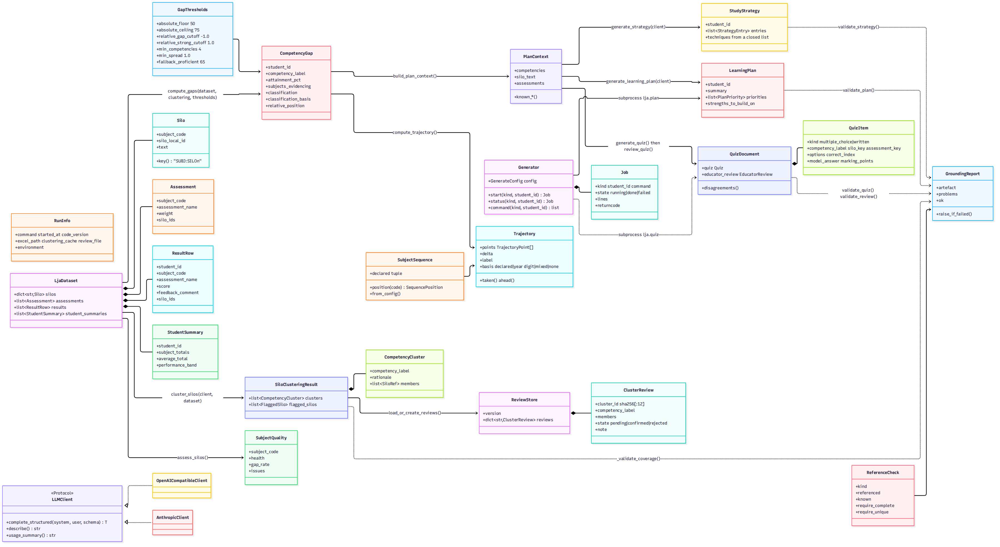 GapThresholds
+absolute_floor 50
+absolute_ceiling 75
+relative_gap_cutoff -1.0
+relative_strong_cutoff 1.0
+min_competencies 4
+min_spread 1.0
+fallback_proficient 65
compute_gaps(dataset,
clustering, thresholds)
CompetencyGap
+student_id
+competency_label
+attainment_pct
+subjects_evidencing
+classification
+classification_basis
+relative_position
build_plan_context()
compute_trajectory()
PlanContext
+competencies
+silo_text
+assessments
+known_*()
generate_strategy(client)
generate_learning_plan(client)
subprocess lja.plan
generate_quiz() then
review_quiz()
StudyStrategy
+student_id
+list<StrategyEntry> entries
+techniques from a closed list
validate_strategy()
LearningPlan
+student_id
+summary
+list<PlanPriority> priorities
+strengths_to_build_on
validate_plan()
QuizItem
+kind multiple_choice|written
+competency_label silo_key assessment_key
+options correct_index
+model_answer marking_points
QuizDocument
+quiz Quiz
+educator_review EducatorReview
+disagreements()
validate_quiz()
validate_review()
GroundingReport
+artefact
+problems
+ok
+raise_if_failed()
Silo
+subject_code
+silo_local_id
+text
+key() : "SUBJ:SILOn"
Assessment
+subject_code
+assessment_name
+weight
+silo_ids
Generator
+GenerateConfig config
+start(kind, student_id) : Job
+status(kind, student_id) : Job
+command(kind, student_id) : list
Job
+kind student_id command
+state running|done|failed
+lines
+returncode
subprocess lja.quiz
RunInfo
+command started_at code_version
+excel_path clustering_cache review_file
+environment
ResultRow
+student_id
+subject_code
+assessment_name
+score
+feedback_comment
+silo_ids
Trajectory
+points TrajectoryPoint[]
+delta
+label
+basis declared|year digit|mixed|none
+taken() ahead()
SubjectSequence
+declared tuple
+position(code) : SequencePosition
+from_config()
LjaDataset
+dict<str,Silo> silos
+list<Assessment> assessments
+list<ResultRow> results
+list<StudentSummary> student_summaries
StudentSummary
+student_id
+subject_totals
+average_total
+performance_band
cluster_silos(client,
dataset)
SiloClusteringResult
+list<CompetencyCluster> clusters
+list<FlaggedSilo> flagged_silos
CompetencyCluster
+competency_label
+rationale
+list<SiloRef> members
load_or_create_reviews()
ReviewStore
+version
+dict<str,ClusterReview> reviews
ClusterReview
+cluster_id sha256[:12]
+competency_label
+members
+state pending|confirmed|rejected
+note
assess_silos()
SubjectQuality
+subject_code
+health
+gap_rate
+issues
_validate_coverage()
ReferenceCheck
+kind
+referenced
+known
+require_complete
+require_unique
OpenAICompatibleClient
«Protocol»
LLMClient
+complete_structured(system, user, schema) : T
+describe() : str
+usage_summary() : str
AnthropicClient